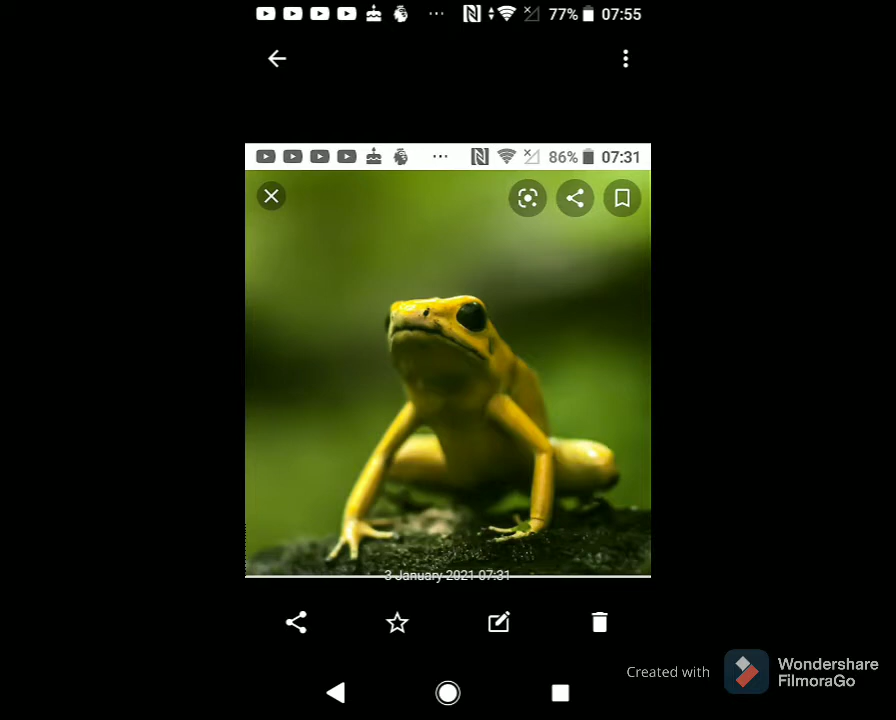 77% 07:55
86% 07:31
3 January 2021 07:31
Created with
Wondershare
FilmoraGo